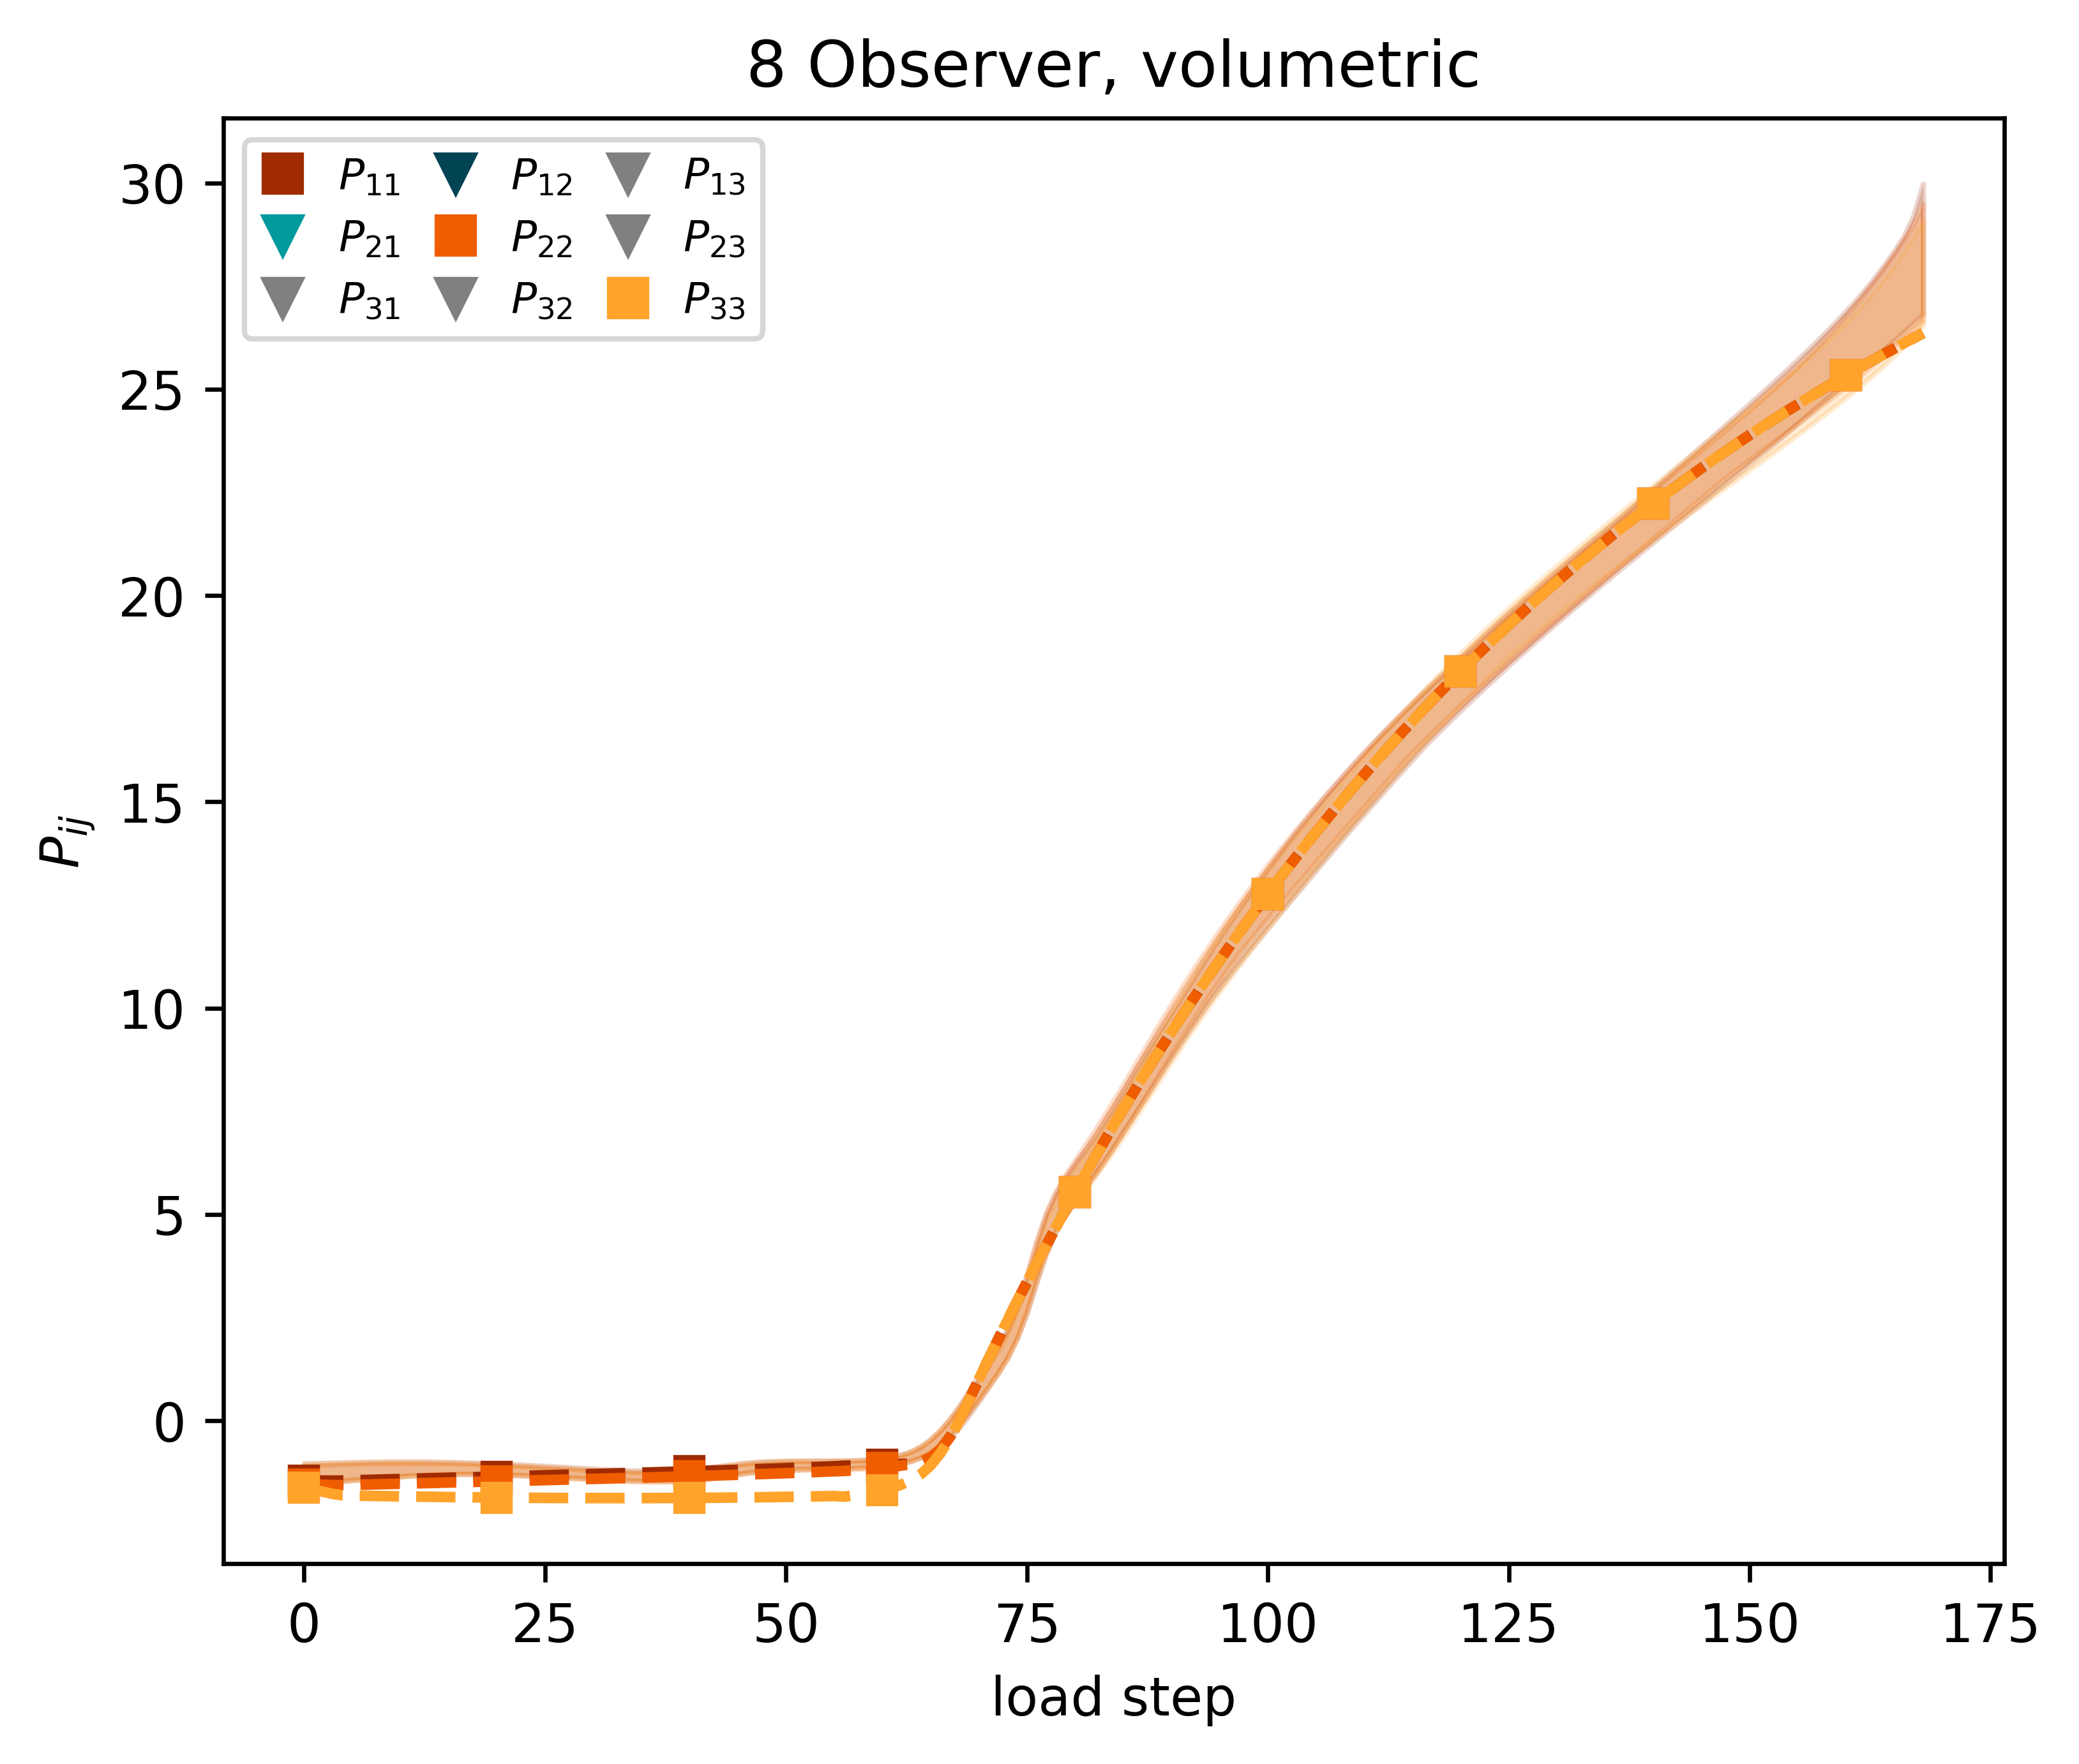 8 Observer, volumetric
P11 P12 P13
P21 P22 P23
P31 P32 P33
30
25
20
15
10
5
0
Pij
0 25 50 75 100 125 150 175
load step